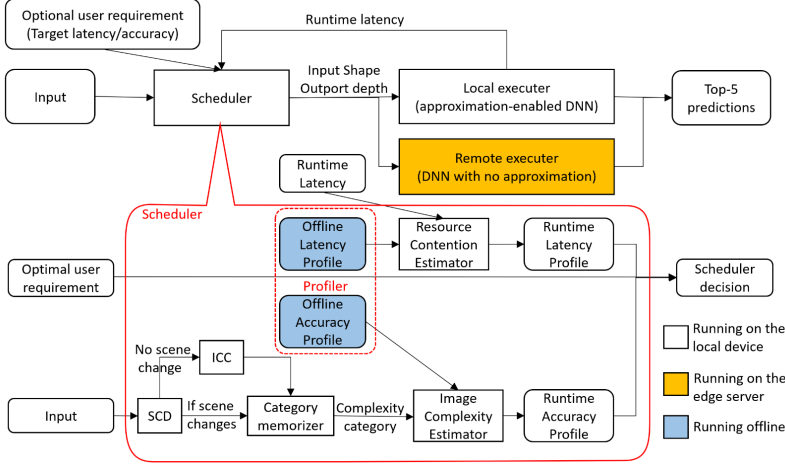 Optional user requirement
(Target latency/accuracy)
Runtime latency
Input
Scheduler
Input Shape
Outport depth
Local executer
(approximation-enabled DNN)
Top-5
predictions
Remote executer
(DNN with no approximation)
Runtime
Latency
Scheduler
Offline
Latency
Profile
Resource
Contention
Estimator
Runtime
Latency
Profile
Optimal user
requirement
Profiler
Scheduler
decision
Offline
Accuracy
Profile
No scene
change
ICC
Input
SCD
If scene
changes
Category
memorizer
Complexity
category
Image
Complexity
Estimator
Runtime
Accuracy
Profile
Running on the
local device
Running on the
edge server
Running offline